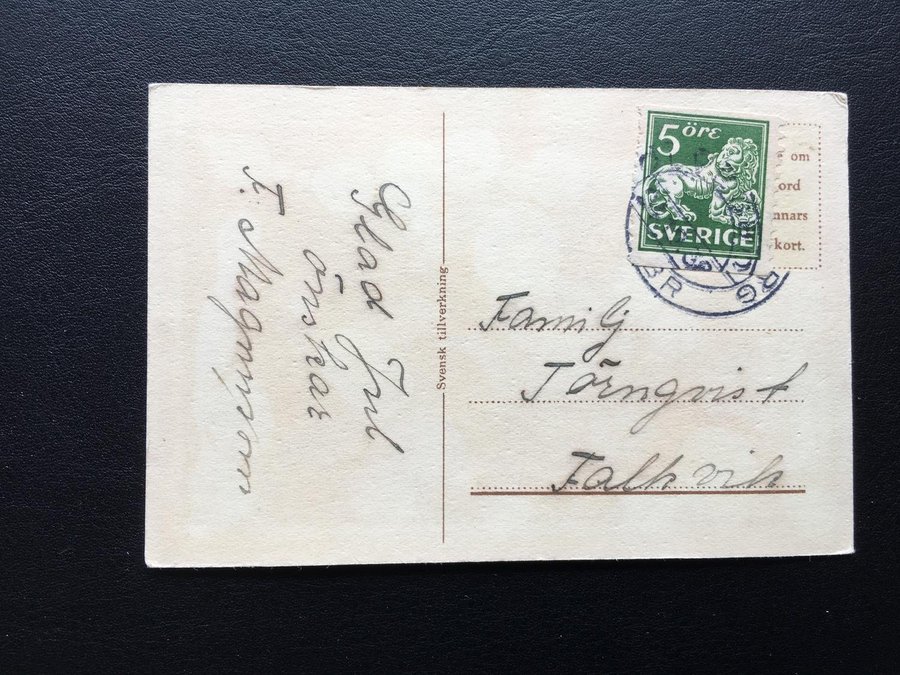 Glad Jul
önskar
F. Magnusson
Svensk tillverkning
5 öre
SVERIGE
om
ord
nnars
kort.
Familj
Törnqvist
Falkvik